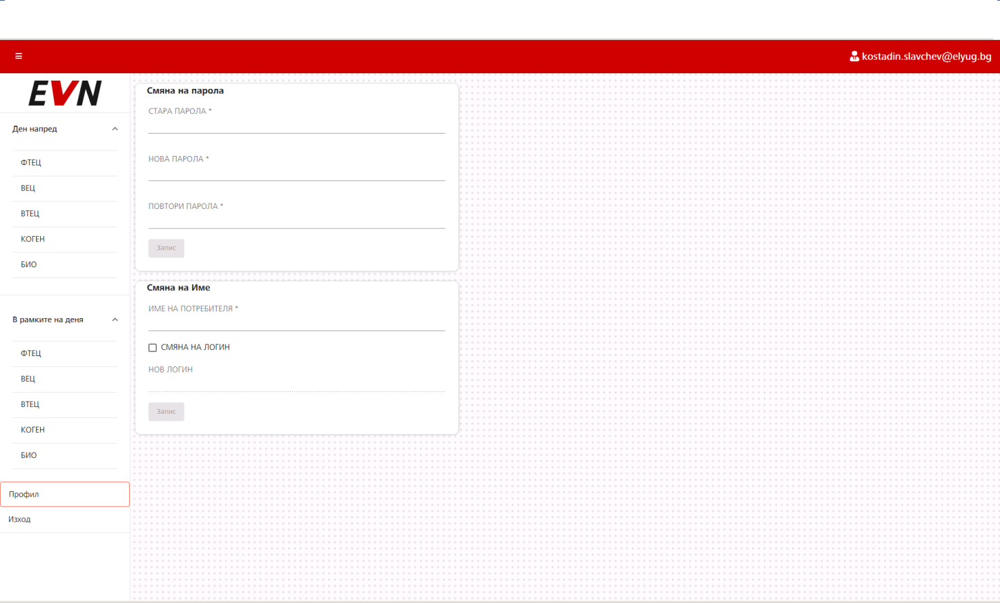 ≡
kostadin.slavchev@elyug.bg
EVN
Ден напред
ФТЕЦ
ВЕЦ
ВТЕЦ
КОГЕН
БИО
В рамките на деня
ФТЕЦ
ВЕЦ
ВТЕЦ
КОГЕН
БИО
Профил
Изход
Смяна на парола
СТАРА ПАРОЛА *
НОВА ПАРОЛА *
ПОВТОРИ ПАРОЛА *
Запис
Смяна на Име
ИМЕ НА ПОТРЕБИТЕЛЯ *
СМЯНА НА ЛОГИН
НОВ ЛОГИН
Запис